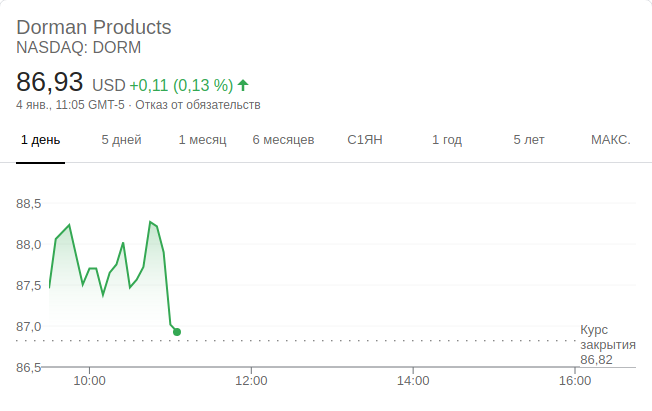 Dorman Products
NASDAQ: DORM
86,93 USD +0,11 (0,13 %)
4 янв., 11:05 GMT-5 · Отказ от обязательств
1 день 5 дней 1 месяц 6 месяцев С1ЯН 1 год 5 лет МАКС.
88,5
88,0
87,5
87,0
86,5
Курс
закрытия
86,82
10:00 12:00 14:00 16:00